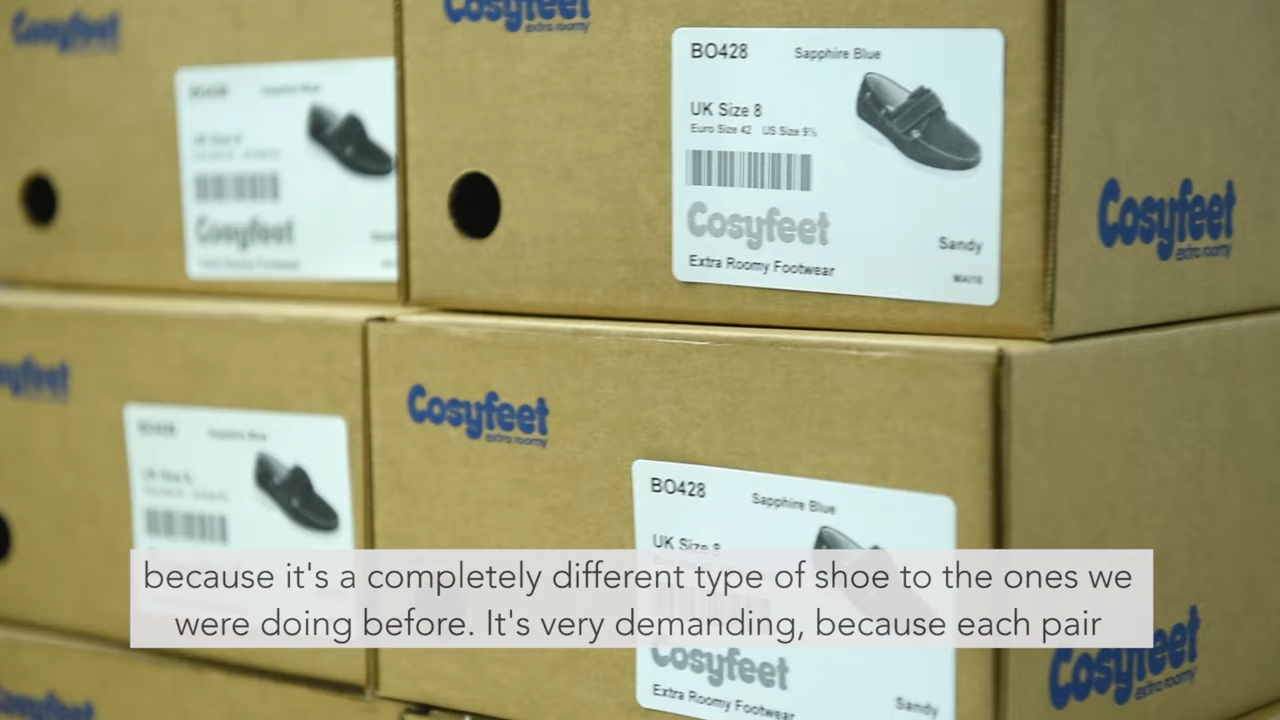 Cosyfeet
Cosyfeet
extra roomy
BO428 Sapphire Blue
UK Size 8
Euro Size 42 US Size 9½
Cosyfeet
Extra Roomy Footwear
Sandy
Cosyfeet
extra roomy
Cosyfeet
Cosyfeet
extra roomy
BO428 Sapphire Blue
UK Size 8
because it's a completely different type of shoe to the ones we
were doing before. It's very demanding, because each pair
Cosyfeet
Extra Roomy Footwear
Sandy
Cosyfeet
extra roomy